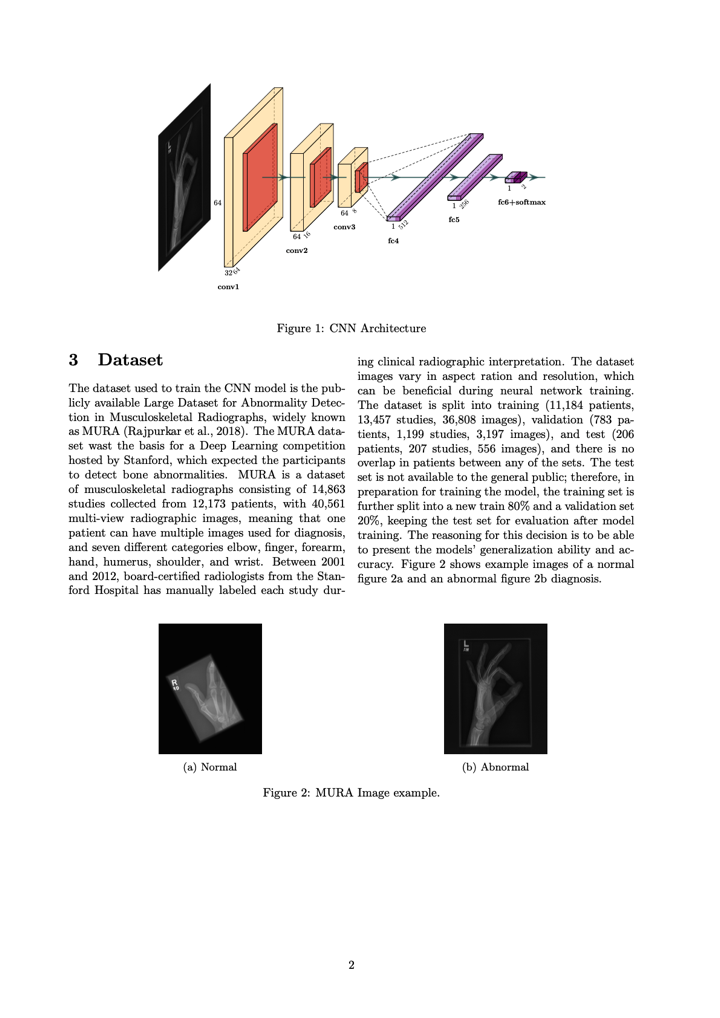 L
64
32 64
conv1
64 16
conv2
64 8
conv3
1 512
fc4
1 256
fc5
1 2
fc6+softmax
Figure 1: CNN Architecture
3 Dataset
The dataset used to train the CNN model is the pub-
licly available Large Dataset for Abnormality Detec-
tion in Musculoskeletal Radiographs, widely known
as MURA (Rajpurkar et al., 2018). The MURA data-
set wast the basis for a Deep Learning competition
hosted by Stanford, which expected the participants
to detect bone abnormalities. MURA is a dataset
of musculoskeletal radiographs consisting of 14,863
studies collected from 12,173 patients, with 40,561
multi-view radiographic images, meaning that one
patient can have multiple images used for diagnosis,
and seven different categories elbow, finger, forearm,
hand, humerus, shoulder, and wrist. Between 2001
and 2012, board-certified radiologists from the Stan-
ford Hospital has manually labeled each study dur-
ing clinical radiographic interpretation. The dataset
images vary in aspect ration and resolution, which
can be beneficial during neural network training.
The dataset is split into training (11,184 patients,
13,457 studies, 36,808 images), validation (783 pa-
tients, 1,199 studies, 3,197 images), and test (206
patients, 207 studies, 556 images), and there is no
overlap in patients between any of the sets. The test
set is not available to the general public; therefore, in
preparation for training the model, the training set is
further split into a new train 80% and a validation set
20%, keeping the test set for evaluation after model
training. The reasoning for this decision is to be able
to present the models' generalization ability and ac-
curacy. Figure 2 shows example images of a normal
figure 2a and an abnormal figure 2b diagnosis.
R
L
(a) Normal
(b) Abnormal
Figure 2: MURA Image example.
2